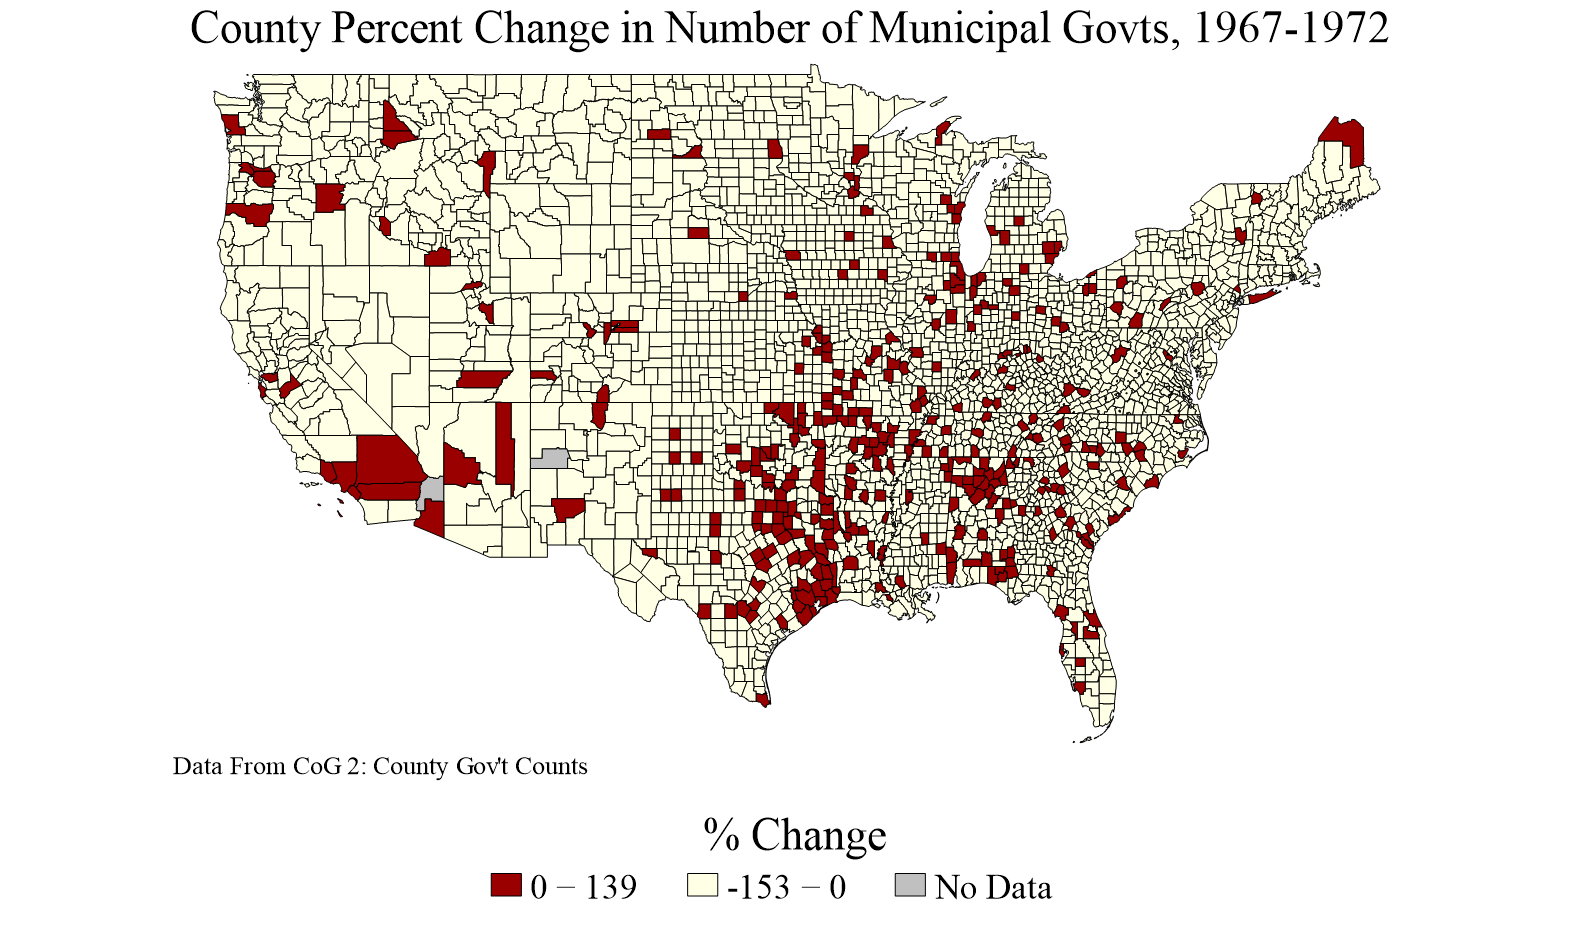 County Percent Change in Number of Municipal Govts, 1967-1972
Data From CoG 2: County Gov't Counts
% Change
0 − 139
-153 − 0
No Data